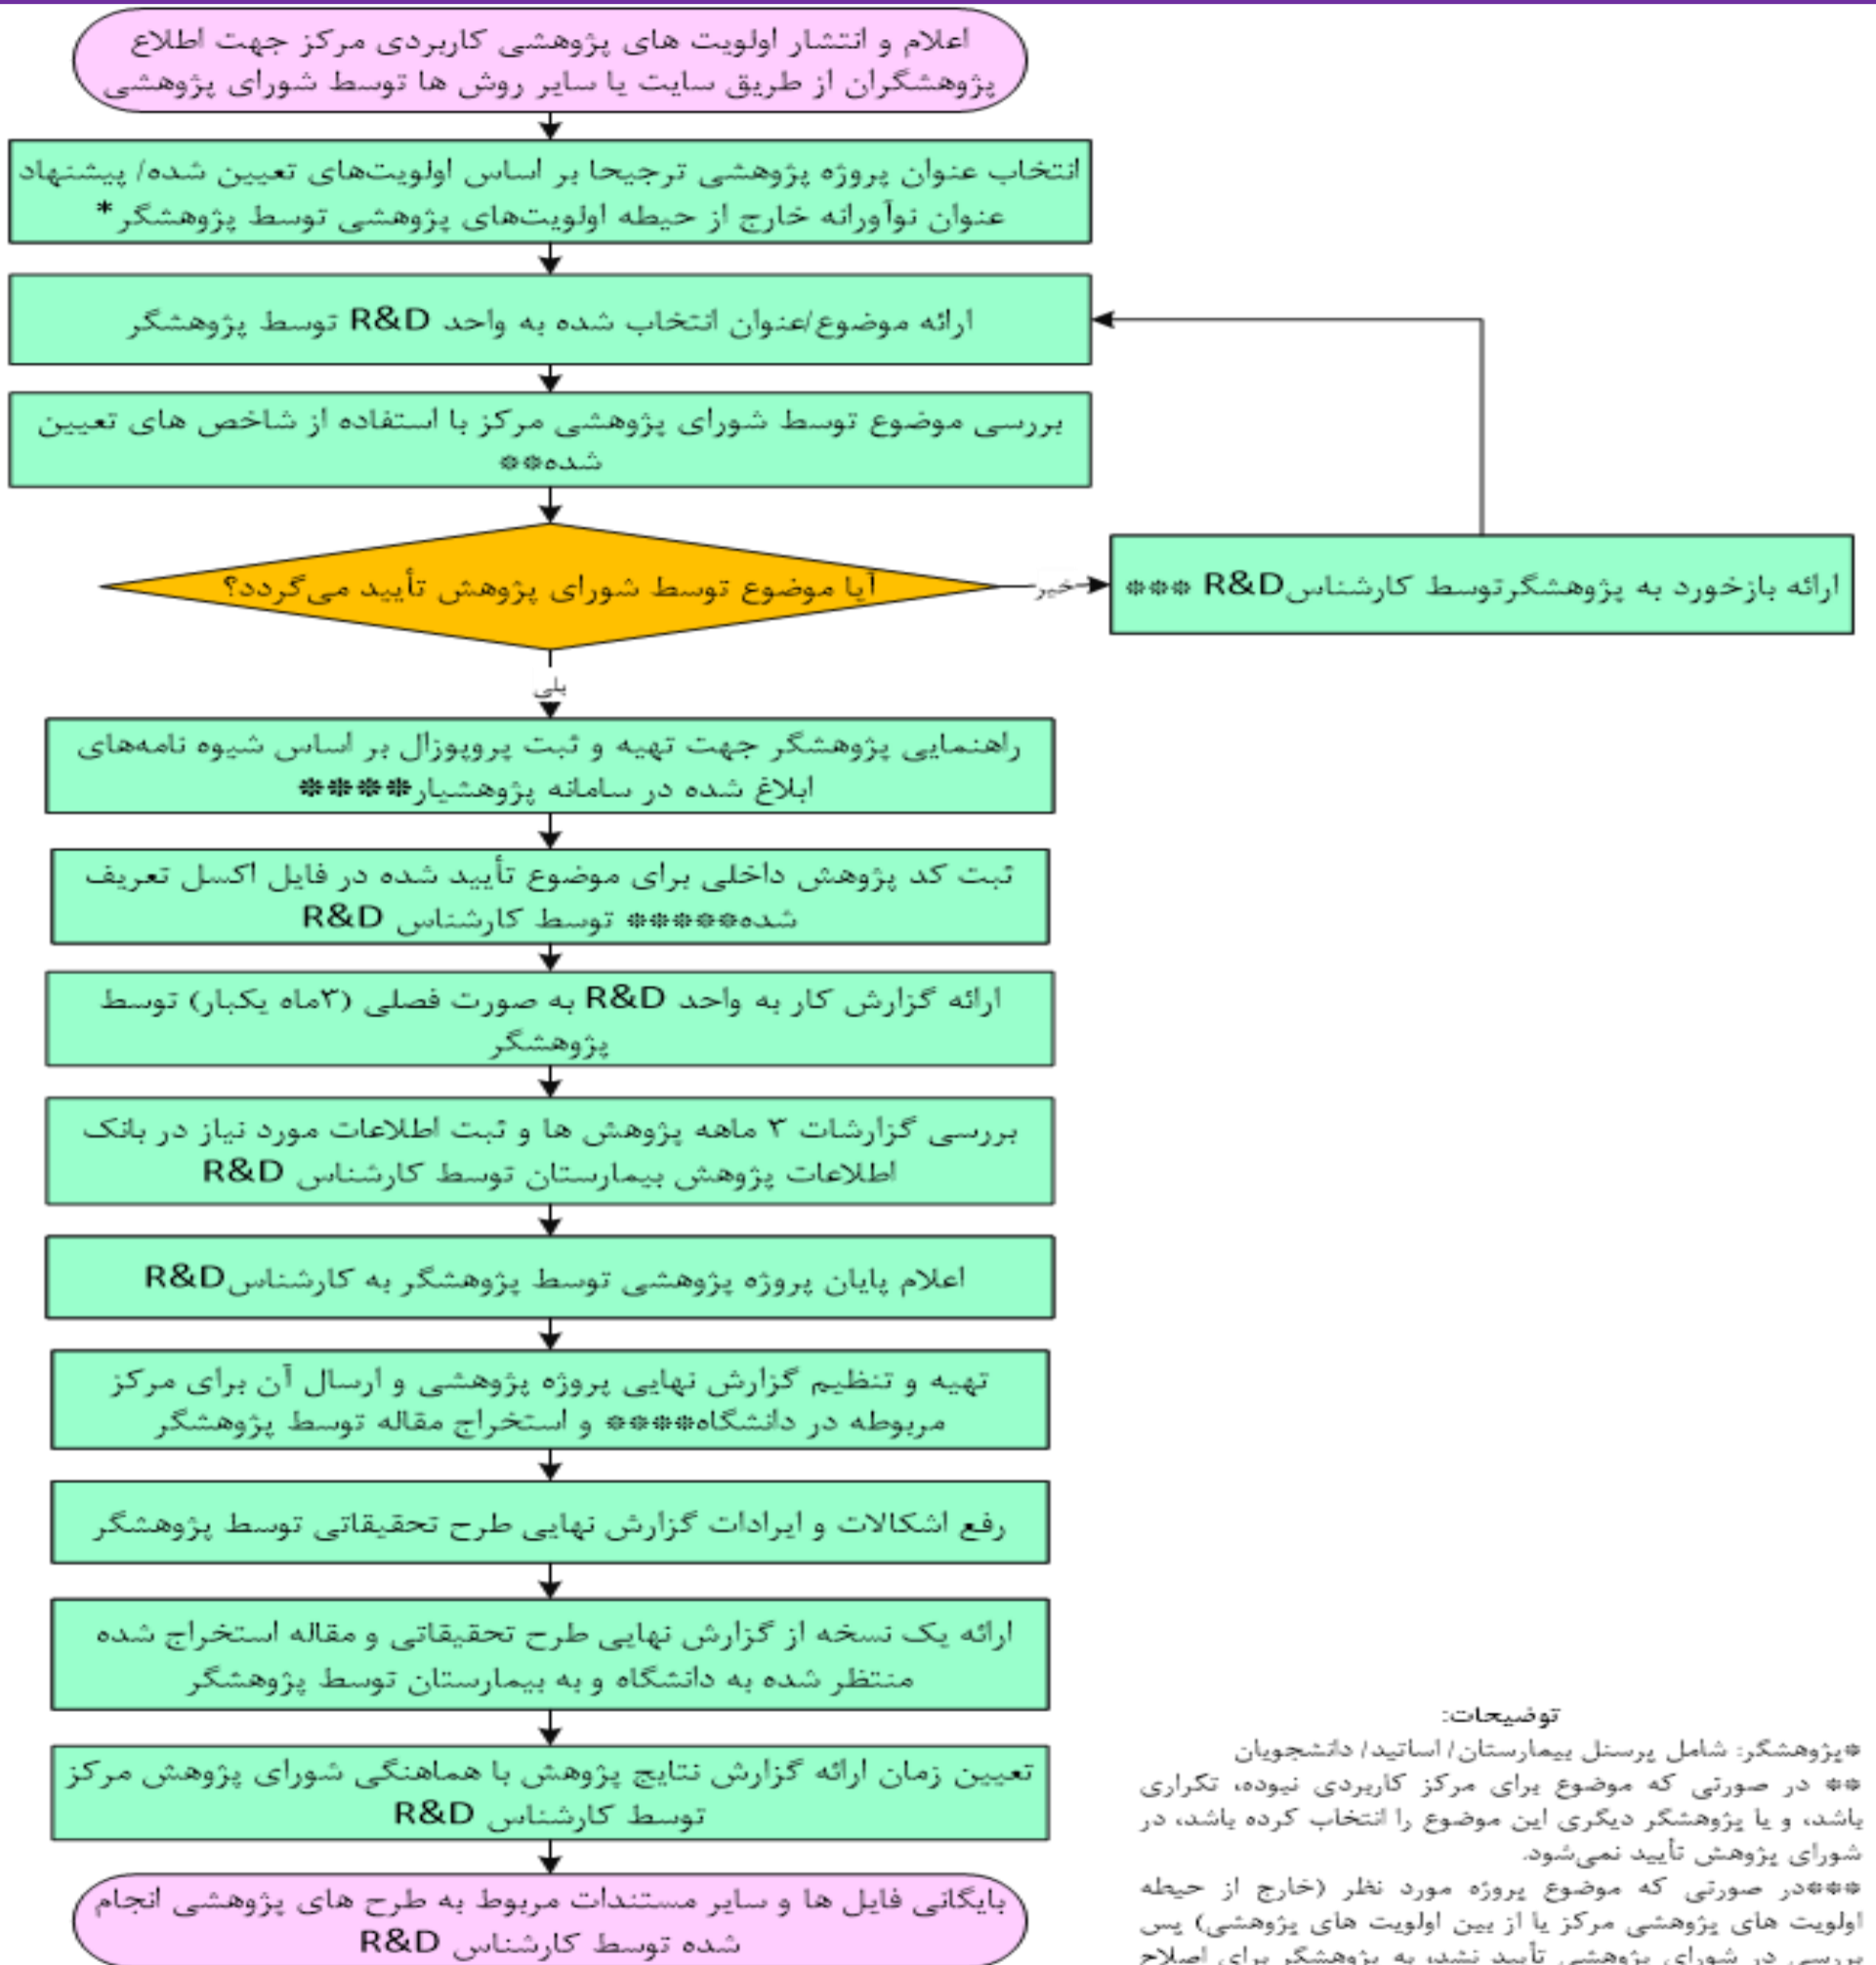 اعلام و انتشار اولویت های پژوهشی کاربردی مرکز جهت اطلاع
پژوهشگران از طریق سایت یا سایر روش ها توسط شورای پژوهشی
انتخاب عنوان پروژه پژوهشی ترجیحا بر اساس اولویت‌های تعیین شده/ پیشنهاد
عنوان نوآورانه خارج از حیطه اولویت‌های پژوهشی توسط پژوهشگر*
ارائه موضوع/عنوان انتخاب شده به واحد R&D توسط پژوهشگر
بررسی موضوع توسط شورای پژوهشی مرکز با استفاده از شاخص های تعیین
شده**
آیا موضوع توسط شورای پژوهش تأیید می‌گردد؟
خیر
ارائه بازخورد به پژوهشگرتوسط کارشناسR&D ***
بلی
راهنمایی پژوهشگر جهت تهیه و ثبت پروپوزال بر اساس شیوه نامه‌های
ابلاغ شده در سامانه پژوهشیار****
ثبت کد پژوهش داخلی برای موضوع تأیید شده در فایل اکسل تعریف
شده***** توسط کارشناس R&D
ارائه گزارش کار به واحد R&D به صورت فصلی (۳ماه یکبار) توسط
پژوهشگر
بررسی گزارشات ۳ ماهه پژوهش ها و ثبت اطلاعات مورد نیاز در بانک
اطلاعات پژوهش بیمارستان توسط کارشناس R&D
اعلام پایان پروژه پژوهشی توسط پژوهشگر به کارشناسR&D
تهیه و تنظیم گزارش نهایی پروژه پژوهشی و ارسال آن برای مرکز
مربوطه در دانشگاه**** و استخراج مقاله توسط پژوهشگر
رفع اشکالات و ایرادات گزارش نهایی طرح تحقیقاتی توسط پژوهشگر
ارائه یک نسخه از گزارش نهایی طرح تحقیقاتی و مقاله استخراج شده
منتظر شده به دانشگاه و به بیمارستان توسط پژوهشگر
تعیین زمان ارائه گزارش نتایج پژوهش با هماهنگی شورای پژوهش مرکز
توسط کارشناس R&D
بایگانی فایل ها و سایر مستندات مربوط به طرح های پژوهشی انجام
شده توسط کارشناس R&D
توضیحات:
*پژوهشگر: شامل پرسنل بیمارستان/ اساتید/ دانشجویان
** در صورتی که موضوع برای مرکز کاربردی نبوده، تکراری
باشد، و یا پژوهشگر دیگری این موضوع را انتخاب کرده باشد، در
شورای پژوهش تأیید نمی‌شود.
***در صورتی که موضوع پروژه مورد نظر (خارج از حیطه
اولویت های پژوهشی مرکز یا از بین اولویت های پژوهشی) پس
بررسی در شورای پژوهشی تأیید نشد، به پژوهشگر برای اصلاح